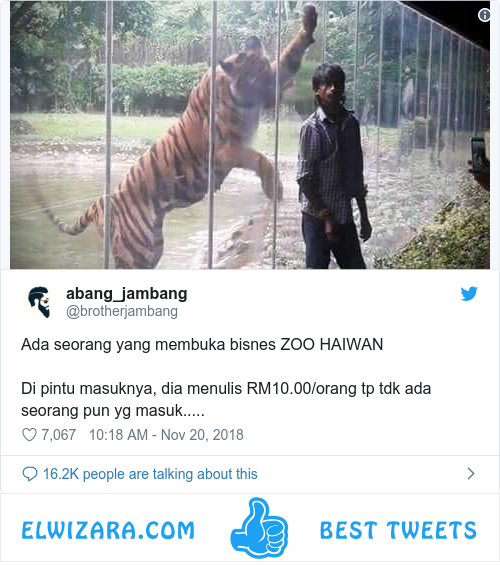 abang_jambang
@brotherjambang
Ada seorang yang membuka bisnes ZOO HAIWAN
Di pintu masuknya, dia menulis RM10.00/orang tp tdk ada
seorang pun yg masuk.....
7,067 10:18 AM - Nov 20, 2018
16.2K people are talking about this
ELWIZARA.COM BEST TWEETS